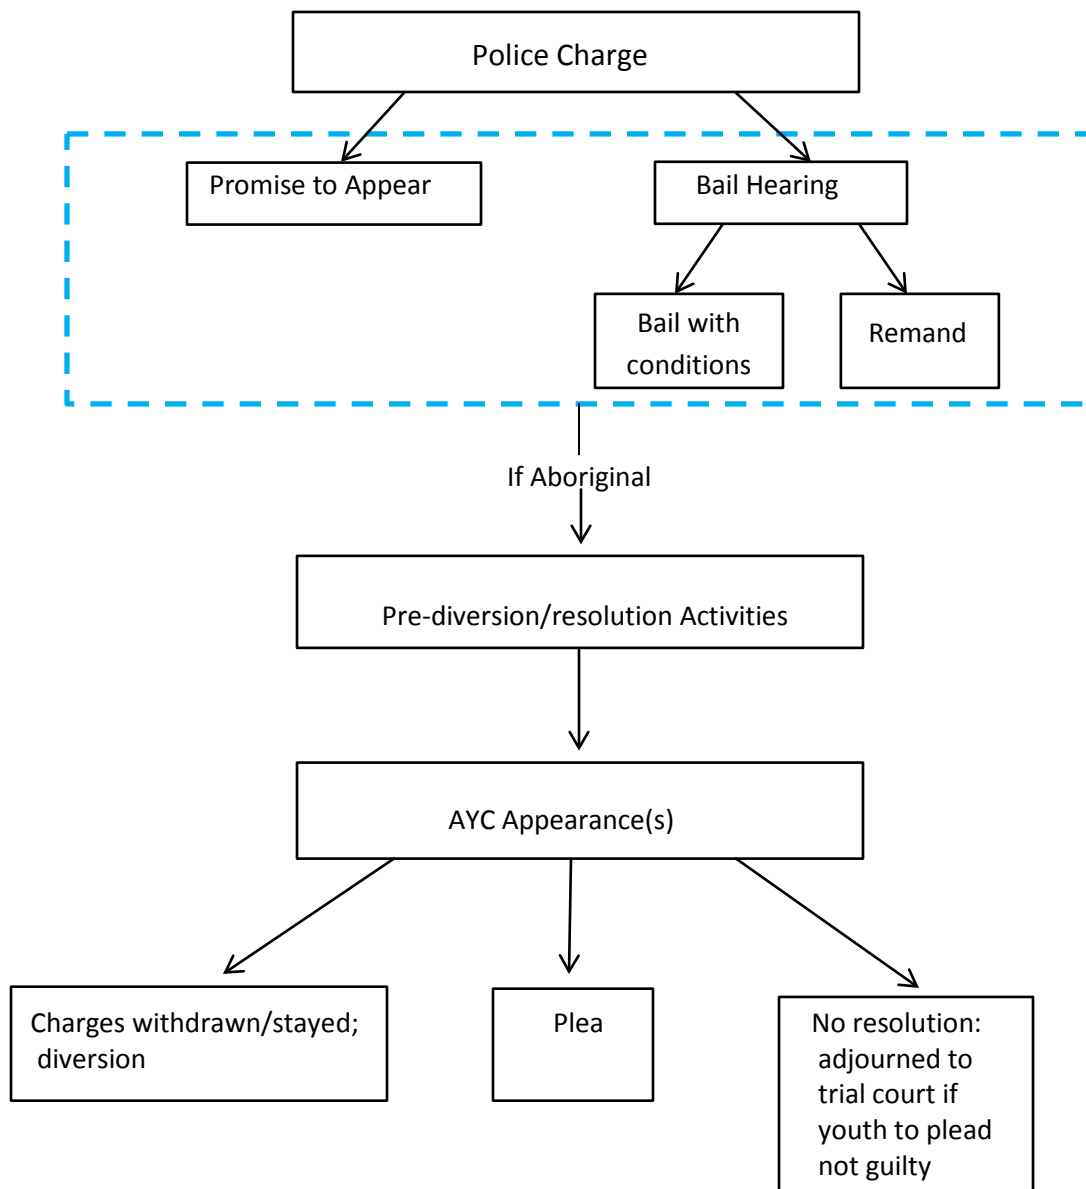 Police Charge
Promise to Appear
Bail Hearing
Bail with
conditions
Remand
If Aboriginal
Pre-diversion/resolution Activities
AYC Appearance(s)
Charges withdrawn/stayed;
diversion
Plea
No resolution:
adjourned to
trial court if
youth to plead
not guilty